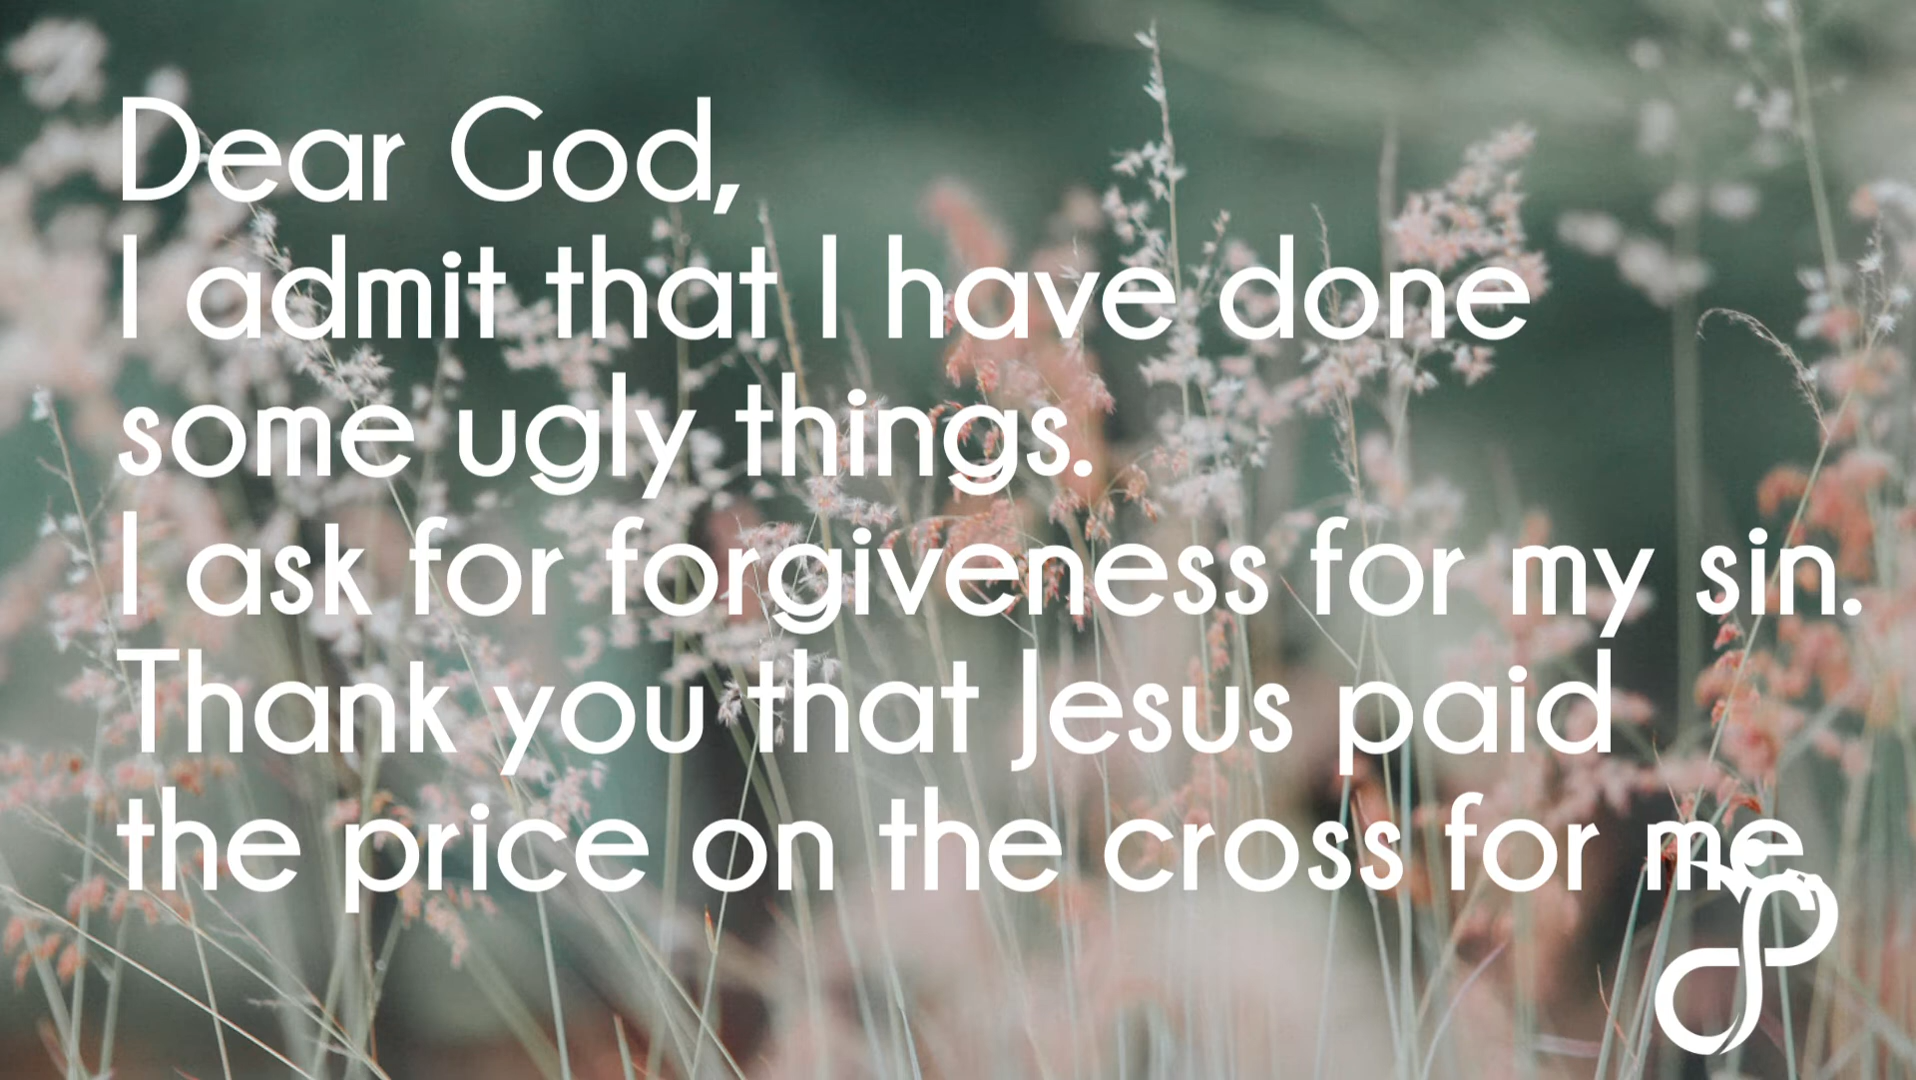 Dear God,
I admit that I have done
some ugly things.
I ask for forgiveness for my sin.
Thank you that Jesus paid
the price on the cross for me.